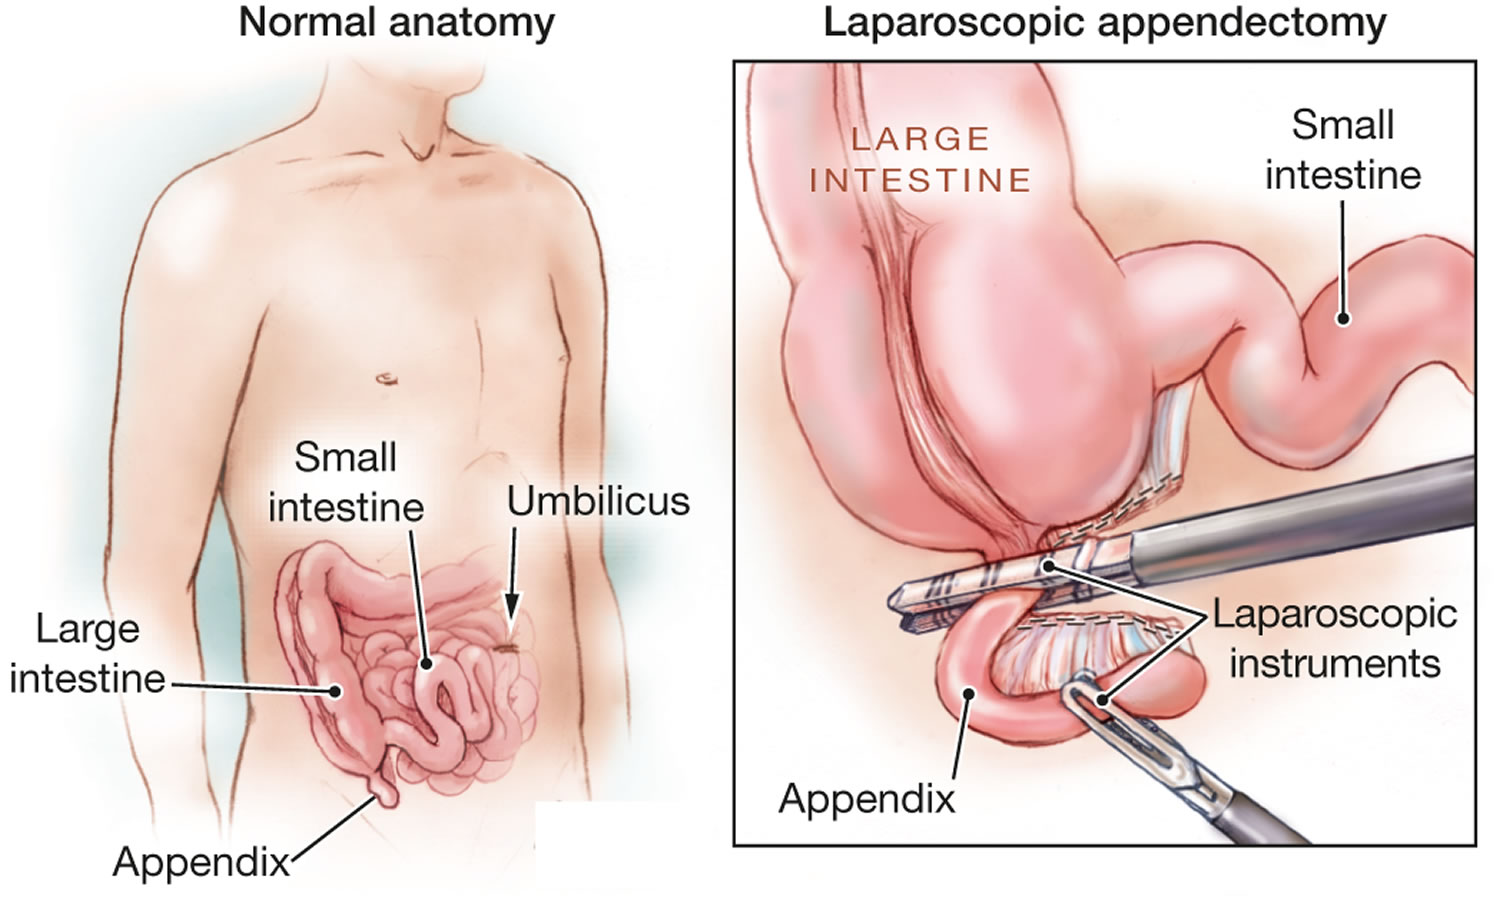 Normal anatomy
Small
intestine
Umbilicus
Large
intestine
Appendix
Laparoscopic appendectomy
LARGE
INTESTINE
Small
intestine
Laparoscopic
instruments
Appendix